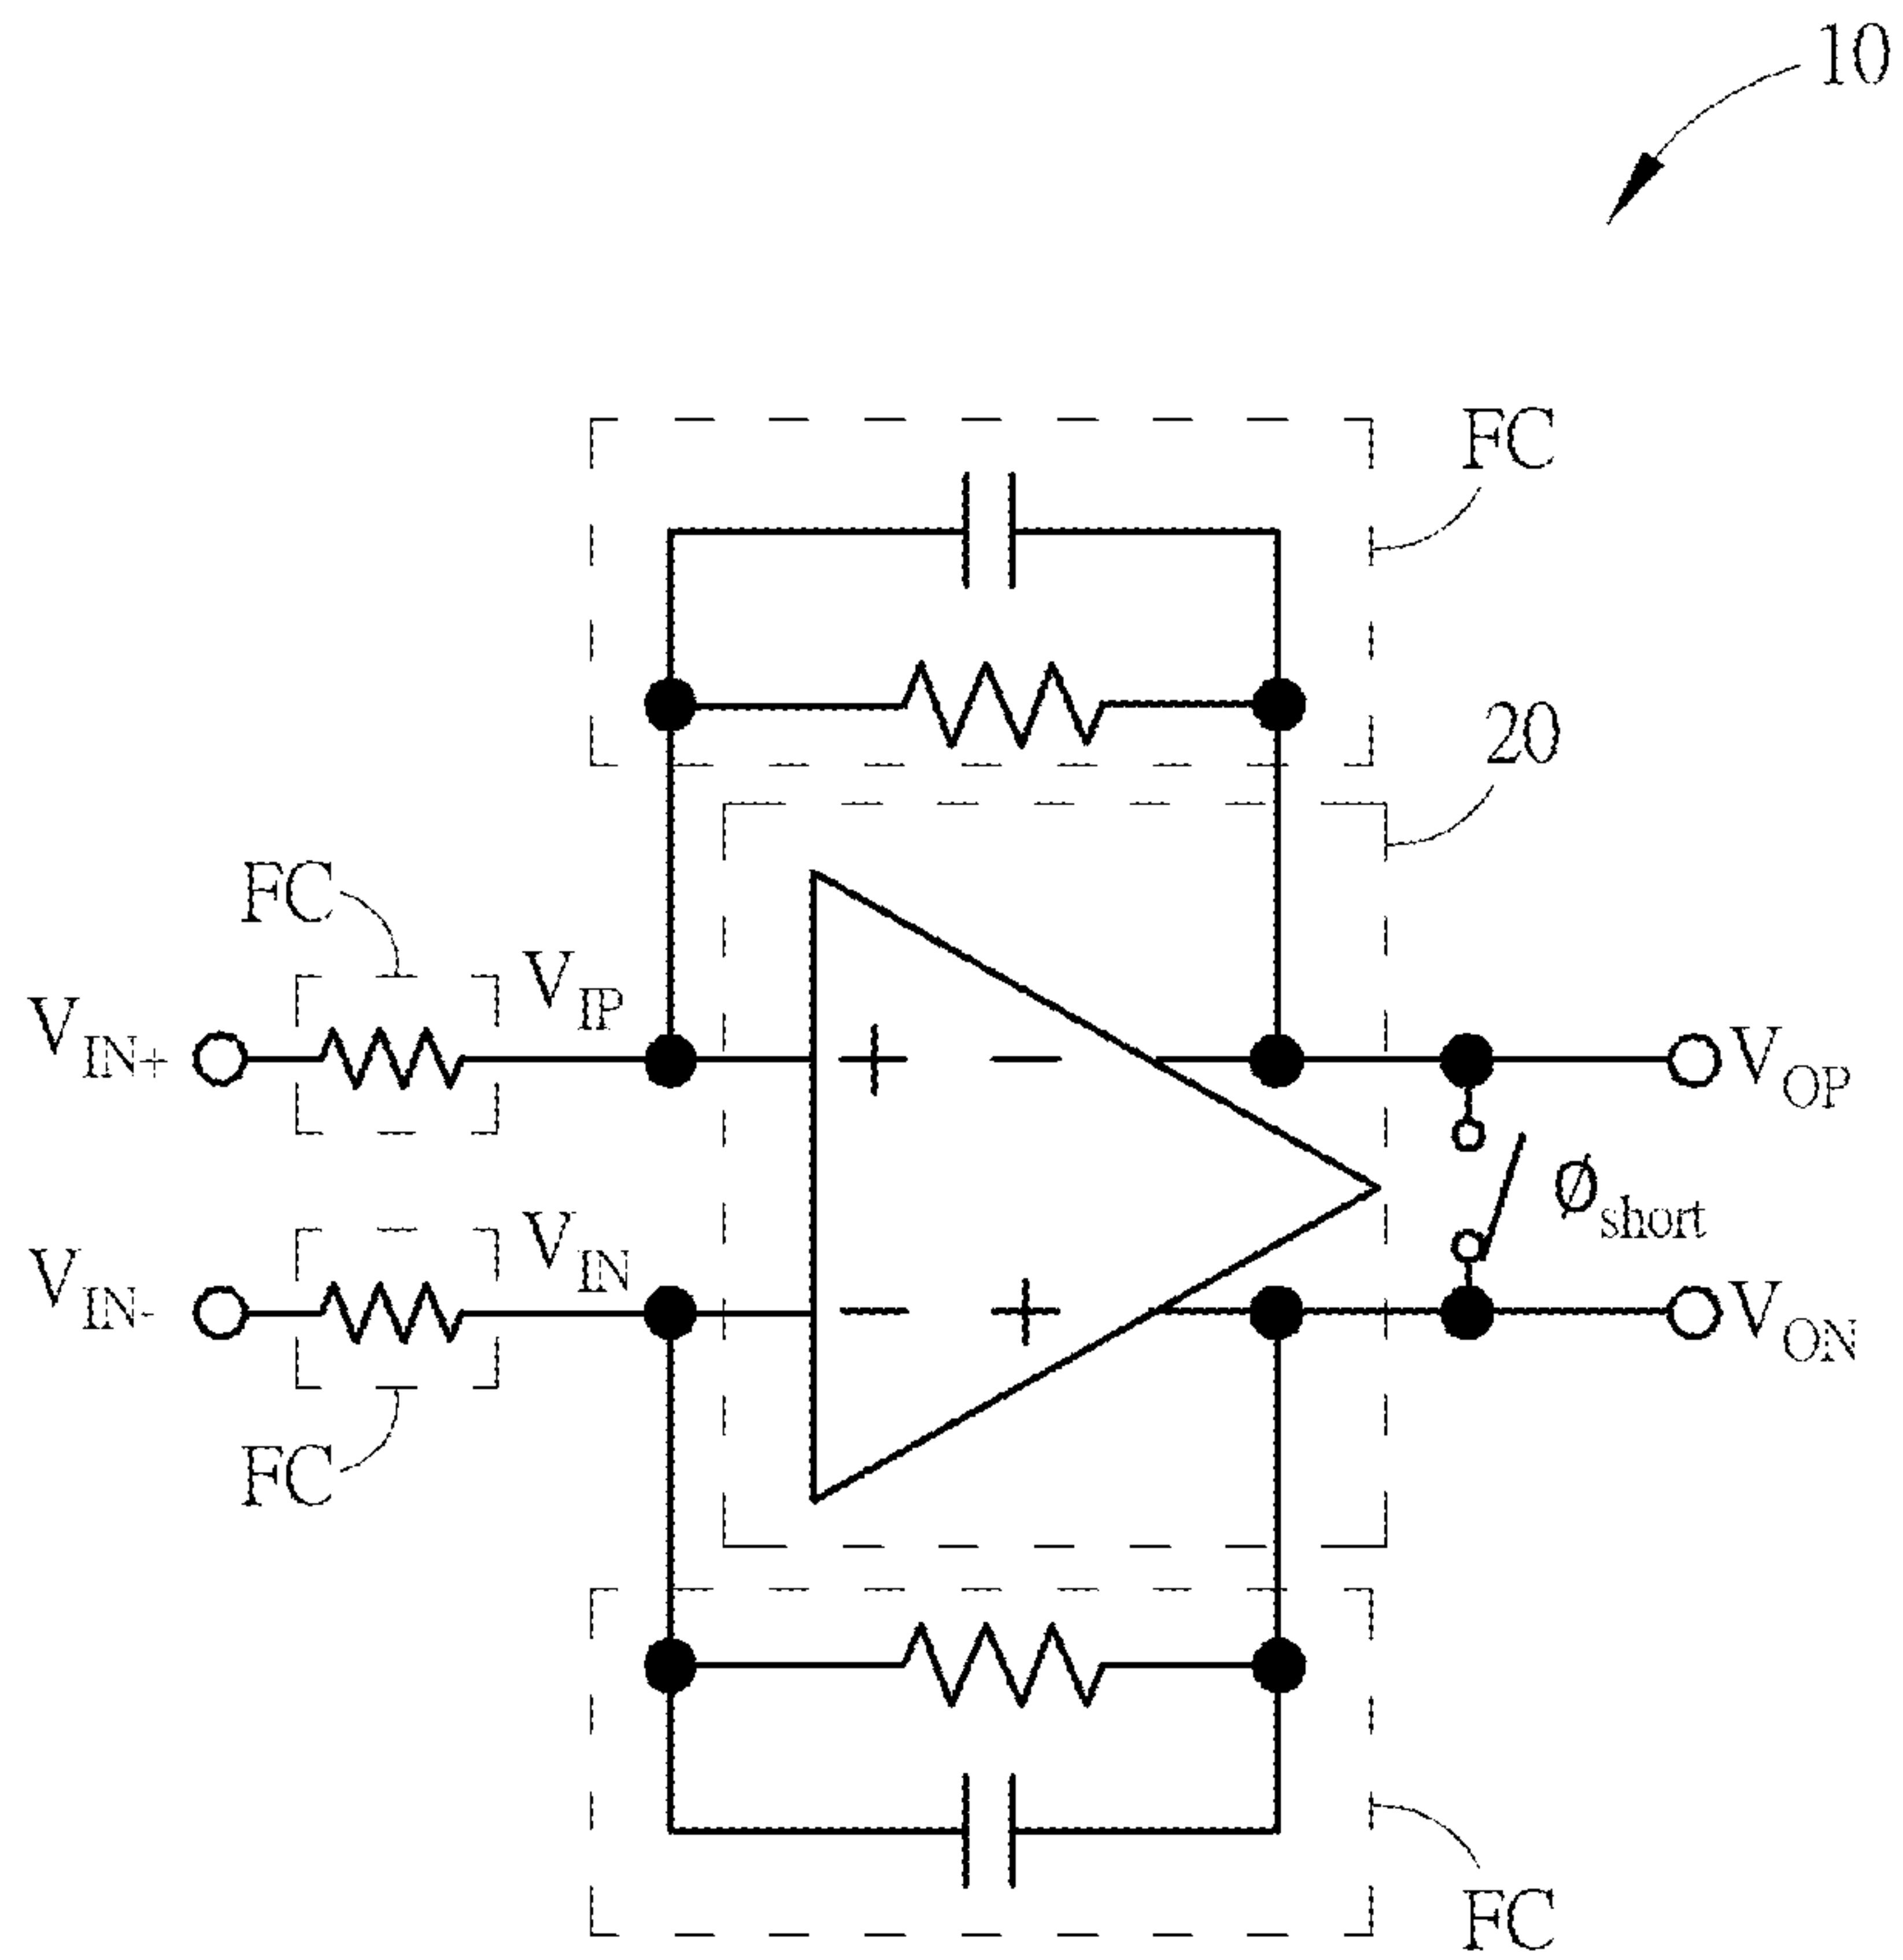 10
FC
20
FC
V_IP
V_IN+
+ −
V_OP
ø_short
V_IN
V_IN-
− +
V_ON
FC
FC